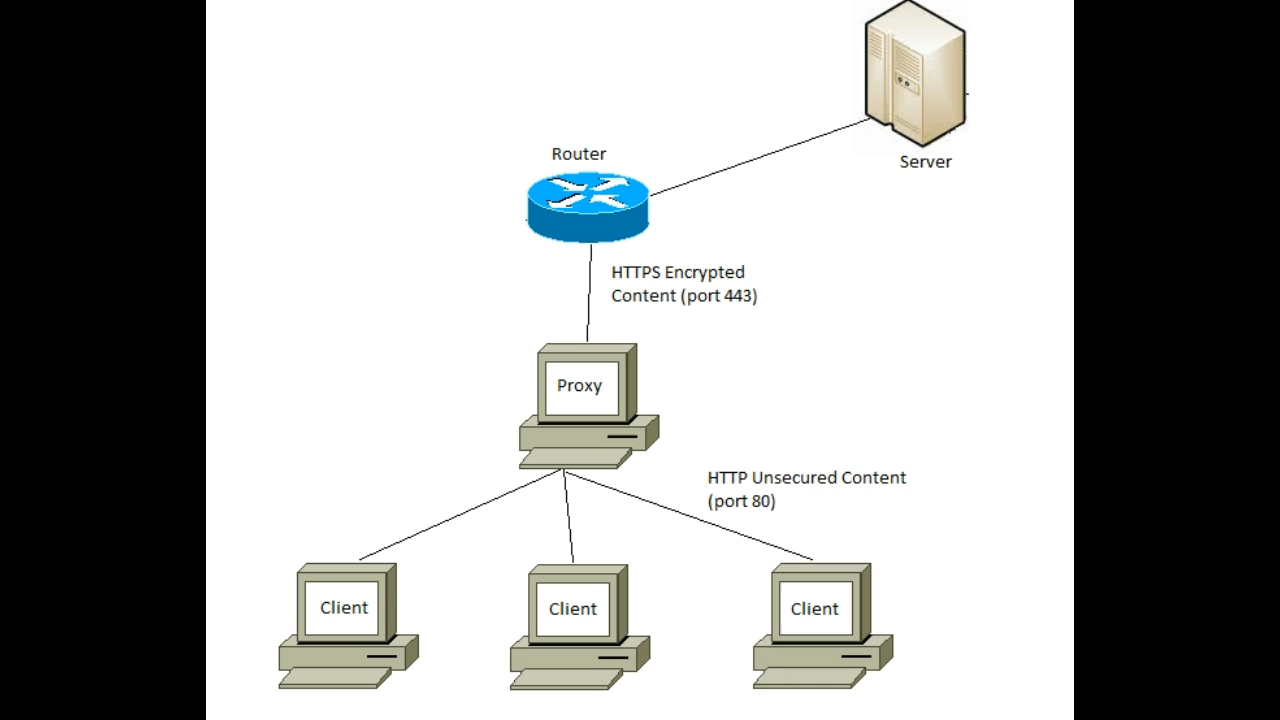 Server
Router
HTTPS Encrypted
Content (port 443)
Proxy
HTTP Unsecured Content
(port 80)
Client
Client
Client